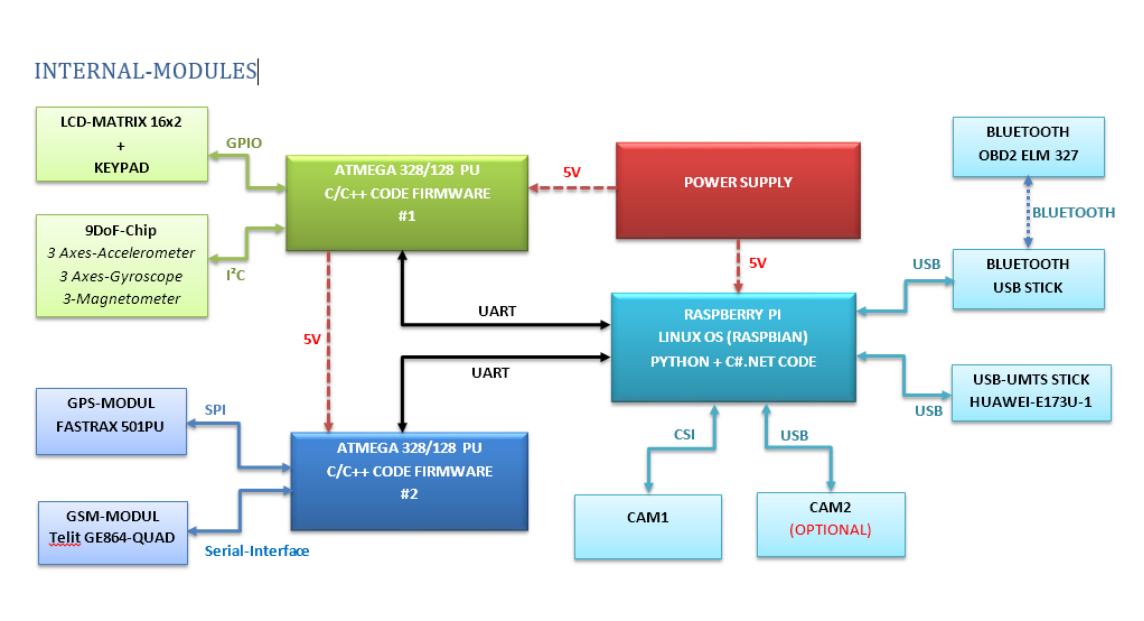 INTERNAL-MODULES
LCD-MATRIX 16x2
+
KEYPAD
GPIO
9DoF-Chip
3 Axes-Accelerometer
3 Axes-Gyroscope
3-Magnetometer
I²C
ATMEGA 328/128 PU
C/C++ CODE FIRMWARE
#1
5V
POWER SUPPLY
5V
BLUETOOTH
OBD2 ELM 327
BLUETOOTH
BLUETOOTH
USB STICK
USB
RASPBERRY PI
LINUX OS (RASPBIAN)
PYTHON + C#.NET CODE
UART
UART
5V
USB-UMTS STICK
HUAWEI-E173U-1
USB
GPS-MODUL
FASTRAX 501PU
SPI
ATMEGA 328/128 PU
C/C++ CODE FIRMWARE
#2
GSM-MODUL
Telit GE864-QUAD
Serial-Interface
CSI
USB
CAM1
CAM2
(OPTIONAL)